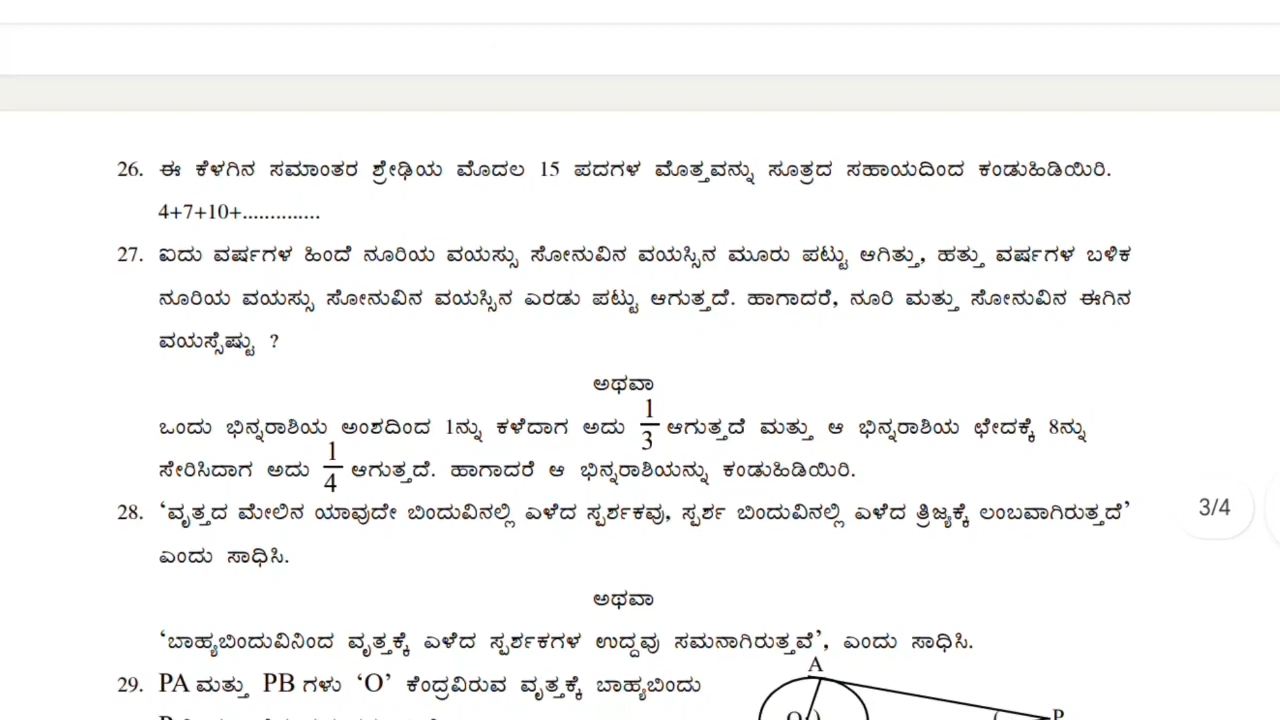 26. ಈ ಕೆಳಗಿನ ಸಮಾಂತರ ಶ್ರೇಢಿಯ ಮೊದಲ 15 ಪದಗಳ ಮೊತ್ತವನ್ನು ಸೂತ್ರದ ಸಹಾಯದಿಂದ ಕಂಡುಹಿಡಿಯಿರಿ.
4+7+10+..............
27. ಐದು ವರ್ಷಗಳ ಹಿಂದೆ ನೂರಿಯ ವಯಸ್ಸು ಸೋನುವಿನ ವಯಸ್ಸಿನ ಮೂರು ಪಟ್ಟು ಆಗಿತ್ತು, ಹತ್ತು ವರ್ಷಗಳ ಬಳಿಕ
ನೂರಿಯ ವಯಸ್ಸು ಸೋನುವಿನ ವಯಸ್ಸಿನ ಎರಡು ಪಟ್ಟು ಆಗುತ್ತದೆ. ಹಾಗಾದರೆ, ನೂರಿ ಮತ್ತು ಸೋನುವಿನ ಈಗಿನ
ವಯಸ್ಸೆಷ್ಟು ?
ಅಥವಾ
ಒಂದು ಭಿನ್ನರಾಶಿಯ ಅಂಶದಿಂದ 1ನ್ನು ಕಳೆದಾಗ ಅದು 1/3 ಆಗುತ್ತದೆ ಮತ್ತು ಆ ಭಿನ್ನರಾಶಿಯ ಛೇದಕ್ಕೆ 8ನ್ನು
ಸೇರಿಸಿದಾಗ ಅದು 1/4 ಆಗುತ್ತದೆ. ಹಾಗಾದರೆ ಆ ಭಿನ್ನರಾಶಿಯನ್ನು ಕಂಡುಹಿಡಿಯಿರಿ.
28. ‘ವೃತ್ತದ ಮೇಲಿನ ಯಾವುದೇ ಬಿಂದುವಿನಲ್ಲಿ ಎಳೆದ ಸ್ಪರ್ಶಕವು, ಸ್ಪರ್ಶ ಬಿಂದುವಿನಲ್ಲಿ ಎಳೆದ ತ್ರಿಜ್ಯಕ್ಕೆ ಲಂಬವಾಗಿರುತ್ತದೆ’
3/4
ಎಂದು ಸಾಧಿಸಿ.
ಅಥವಾ
‘ಬಾಹ್ಯಬಿಂದುವಿನಿಂದ ವೃತ್ತಕ್ಕೆ ಎಳೆದ ಸ್ಪರ್ಶಕಗಳ ಉದ್ದವು ಸಮನಾಗಿರುತ್ತವೆ’, ಎಂದು ಸಾಧಿಸಿ.
A
29. PA ಮತ್ತು PB ಗಳು ‘O’ ಕೇಂದ್ರವಿರುವ ವೃತ್ತಕ್ಕೆ ಬಾಹ್ಯಬಿಂದು
O
P